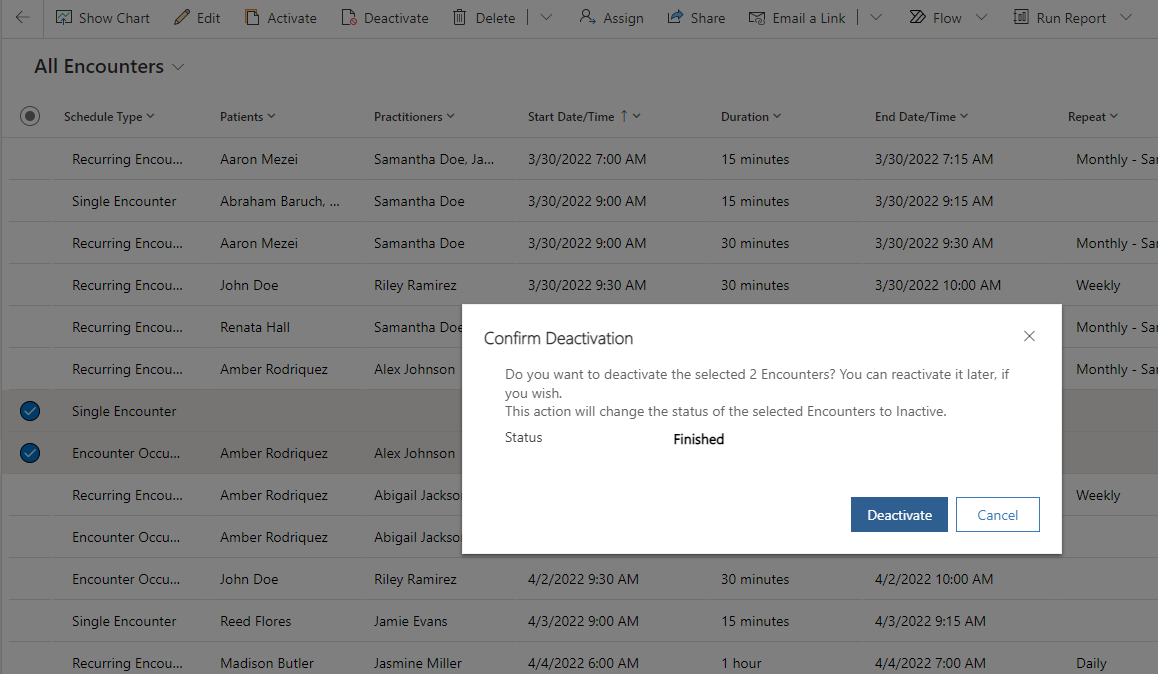 Show Chart Edit Activate Deactivate Delete Assign Share Email a Link Flow Run Report
All Encounters
Schedule Type Patients Practitioners Start Date/Time ↑ Duration End Date/Time Repeat
Recurring Encou... Aaron Mezei Samantha Doe, Ja... 3/30/2022 7:00 AM 15 minutes 3/30/2022 7:15 AM Monthly - Sa
Single Encounter Abraham Baruch, ... Samantha Doe 3/30/2022 9:00 AM 15 minutes 3/30/2022 9:15 AM
Recurring Encou... Aaron Mezei Samantha Doe 3/30/2022 9:00 AM 30 minutes 3/30/2022 9:30 AM Monthly - Sa
Recurring Encou... John Doe Riley Ramirez 3/30/2022 9:30 AM 30 minutes 3/30/2022 10:00 AM Weekly
Recurring Encou... Renata Hall Samantha Doe Monthly - Sa
Recurring Encou... Amber Rodriquez Alex Johnson Monthly - Sa
Single Encounter
Encounter Occu... Amber Rodriquez Alex Johnson
Recurring Encou... Amber Rodriquez Abigail Jackso Weekly
Encounter Occu... Amber Rodriquez Abigail Jackso
Encounter Occu... John Doe Riley Ramirez 4/2/2022 9:30 AM 30 minutes 4/2/2022 10:00 AM
Single Encounter Reed Flores Jamie Evans 4/3/2022 9:00 AM 15 minutes 4/3/2022 9:15 AM
Recurring Encou... Madison Butler Jasmine Miller 4/4/2022 6:00 AM 1 hour 4/4/2022 7:00 AM Daily
Confirm Deactivation
Do you want to deactivate the selected 2 Encounters? You can reactivate it later, if
you wish.
This action will change the status of the selected Encounters to Inactive.
Status Finished
Deactivate Cancel